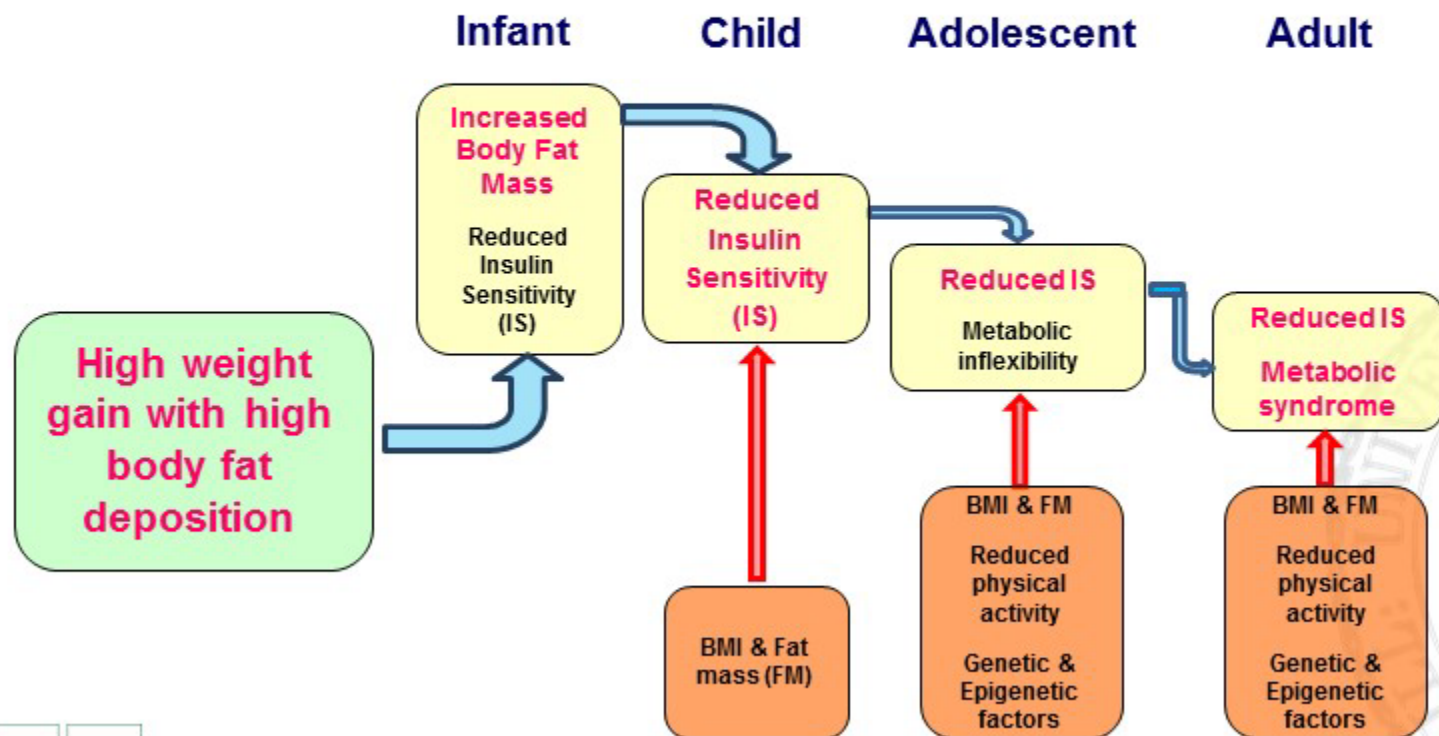 Infant Child Adolescent Adult
High weight
gain with high
body fat
deposition
Increased
Body Fat
Mass
Reduced
Insulin
Sensitivity
(IS)
Reduced
Insulin
Sensitivity
(IS)
BMI & Fat
mass (FM)
Reduced IS
Metabolic
inflexibility
BMI & FM
Reduced
physical
activity
Genetic &
Epigenetic
factors
Reduced IS
Metabolic
syndrome
BMI & FM
Reduced
physical
activity
Genetic &
Epigenetic
factors